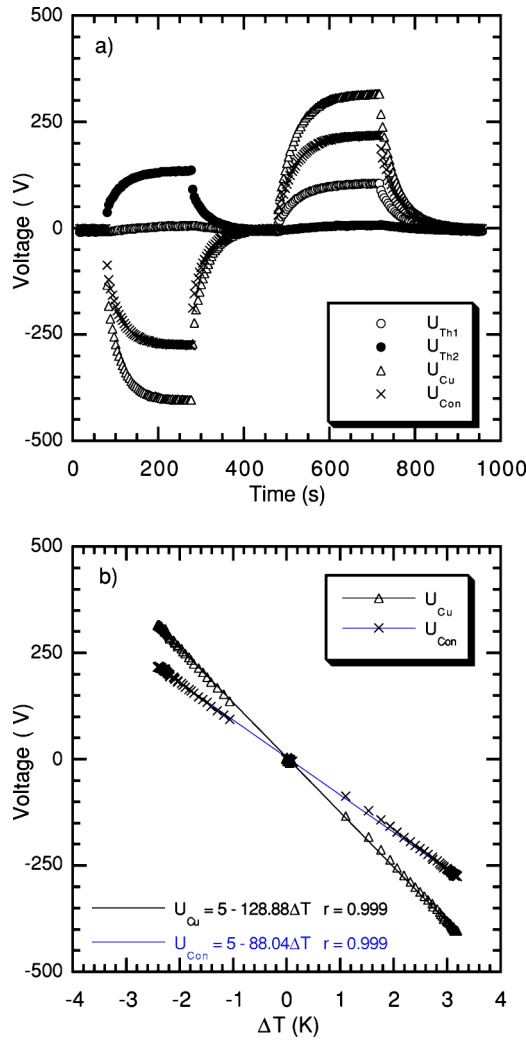 a)
500
250
0
-250
-500
Voltage ( V)
U Th1
U Th2
U Cu
U Con
0 200 400 600 800 1000
Time (s)
b)
500
250
0
-250
-500
Voltage ( V)
U Cu
U Con
U Cu = 5 - 128.88ΔT r = 0.999
U Con = 5 - 88.04ΔT r = 0.999
-4 -3 -2 -1 0 1 2 3 4
ΔT (K)